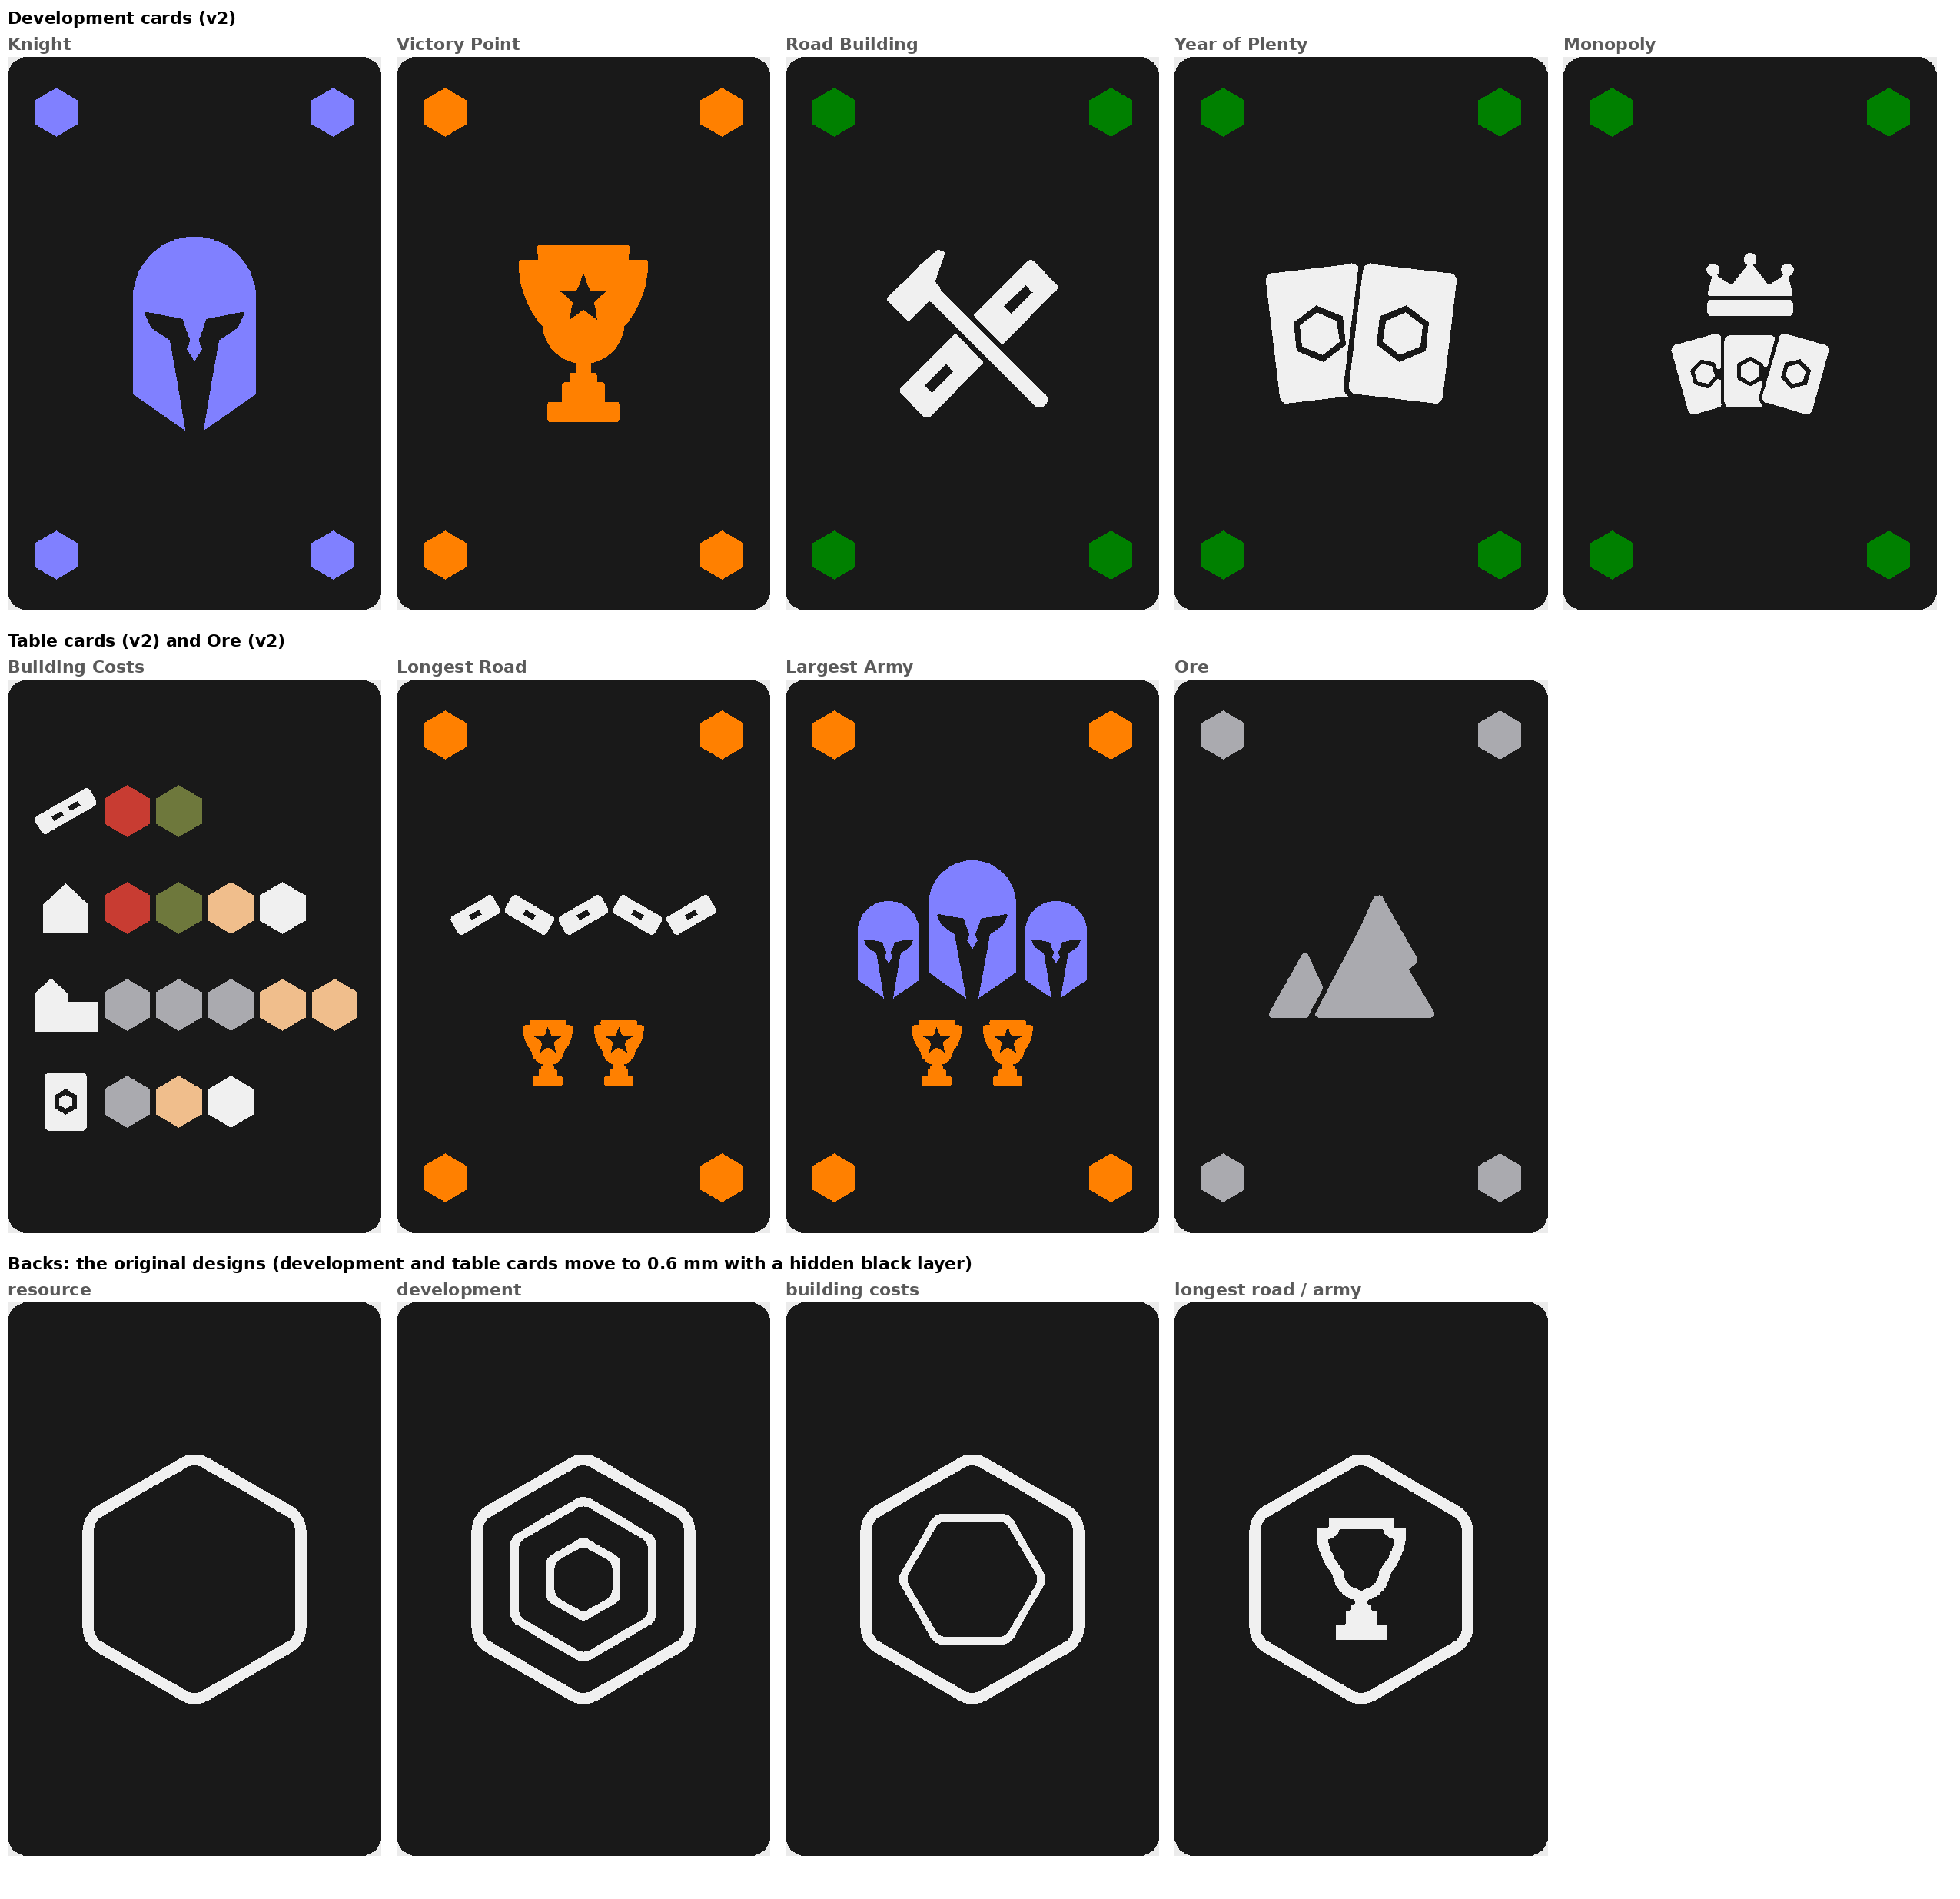 Development cards (v2)
Knight
Victory Point
Road Building
Year of Plenty
Monopoly
Table cards (v2) and Ore (v2)
Building Costs
Longest Road
Largest Army
Ore
Backs: the original designs (development and table cards move to 0.6 mm with a hidden black layer)
resource
development
building costs
longest road / army